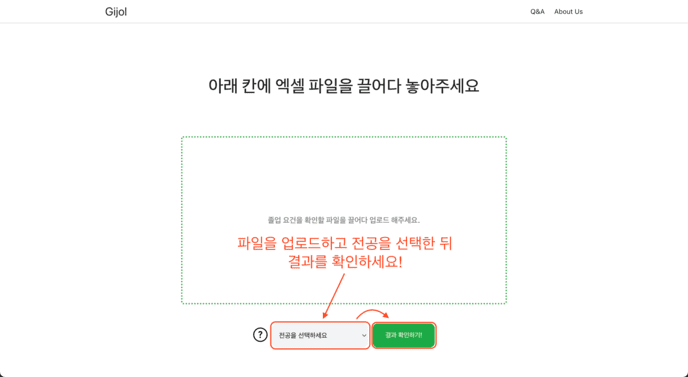 Gijol
Q&A About Us
아래 칸에 엑셀 파일을 끌어다 놓아주세요
졸업 요건을 확인할 파일을 끌어다 업로드 해주세요.
파일을 업로드하고 전공을 선택한 뒤
결과를 확인하세요!
?
전공을 선택하세요
결과 확인하기!